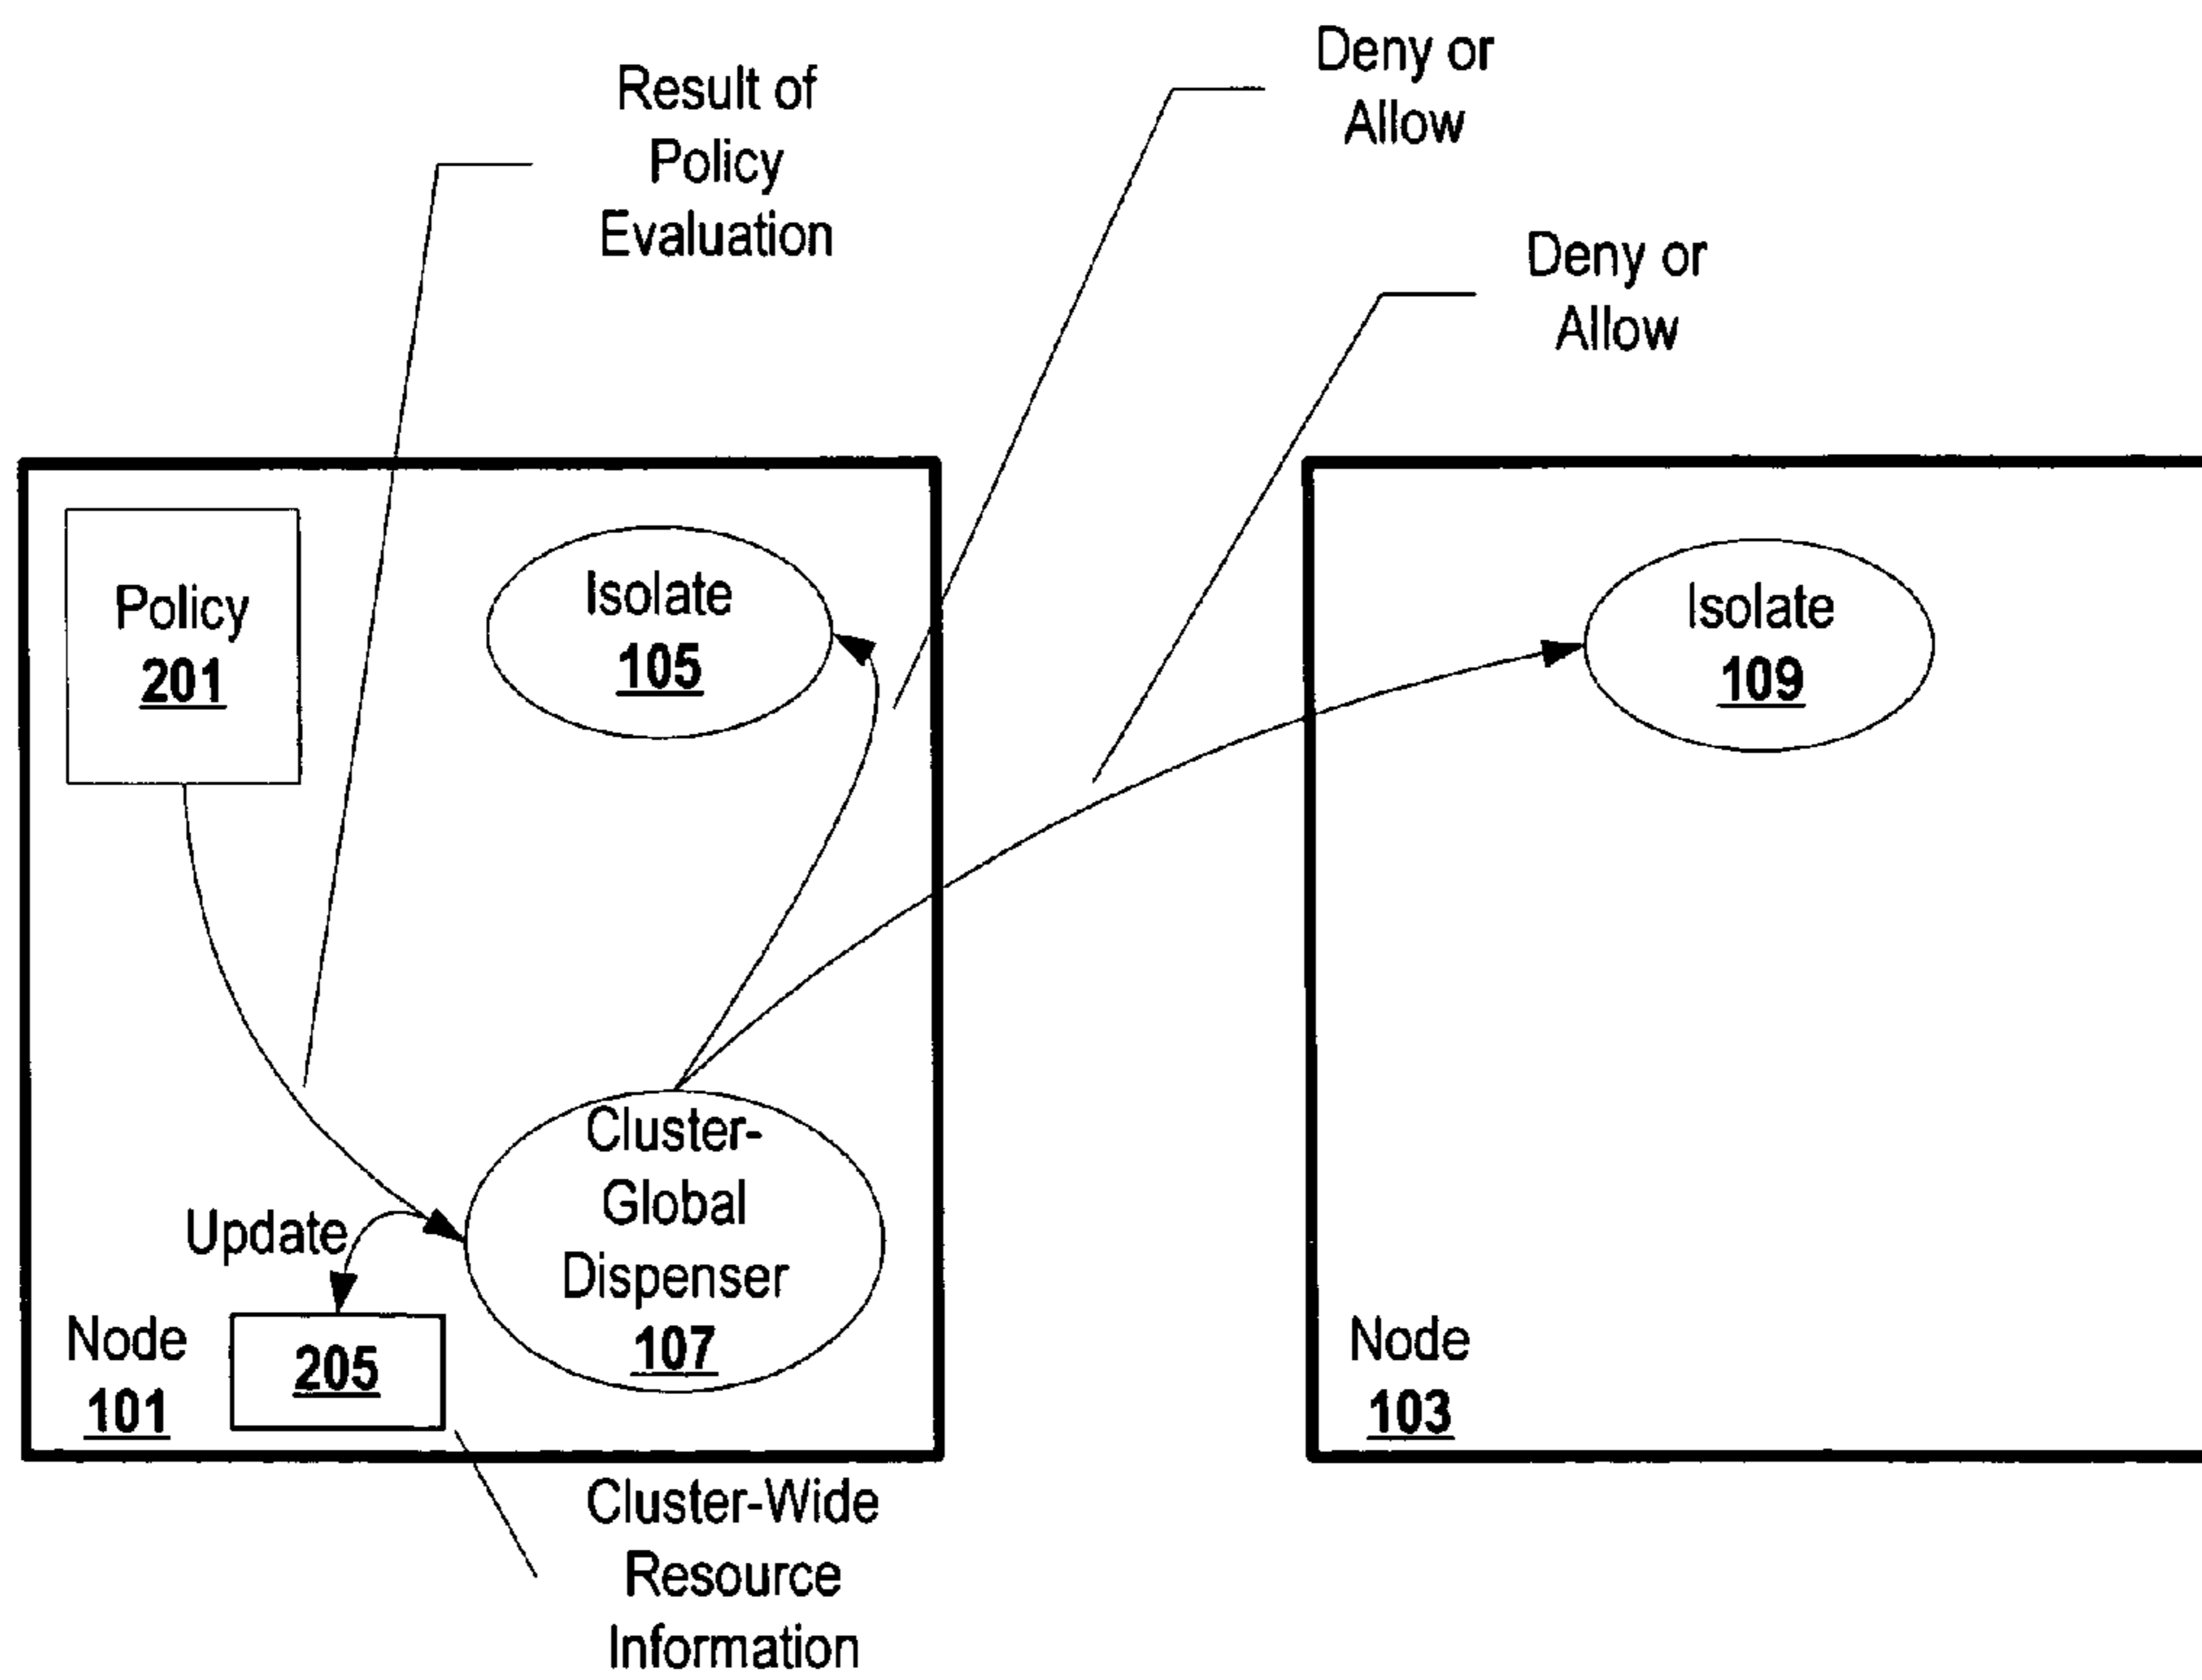 Result of
Policy
Evaluation
Deny or
Allow
Deny or
Allow
Policy
201
Isolate
105
Isolate
109
Update
Cluster-
Global
Dispenser
107
Node
101
205
Node
103
Cluster-Wide
Resource
Information